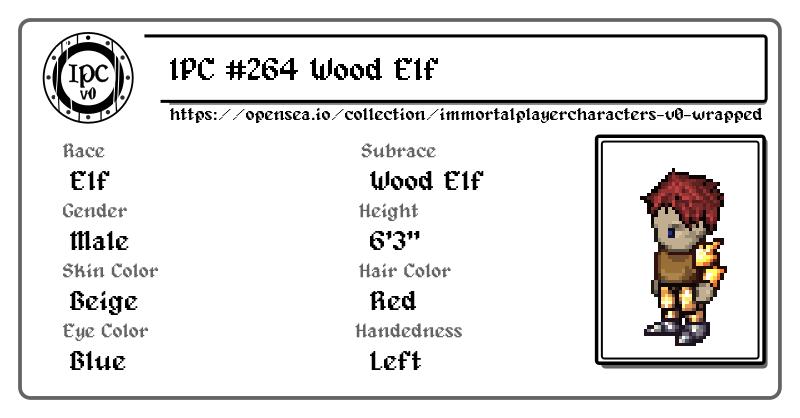 IPC
v0
IPC #264 Wood Elf
https://opensea.io/collection/immortalplayercharacters-v0-wrapped
Race
Subrace
Elf
Wood Elf
Gender
Height
Male
6'3"
Skin Color
Hair Color
Beige
Red
Eye Color
Handedness
Blue
Left